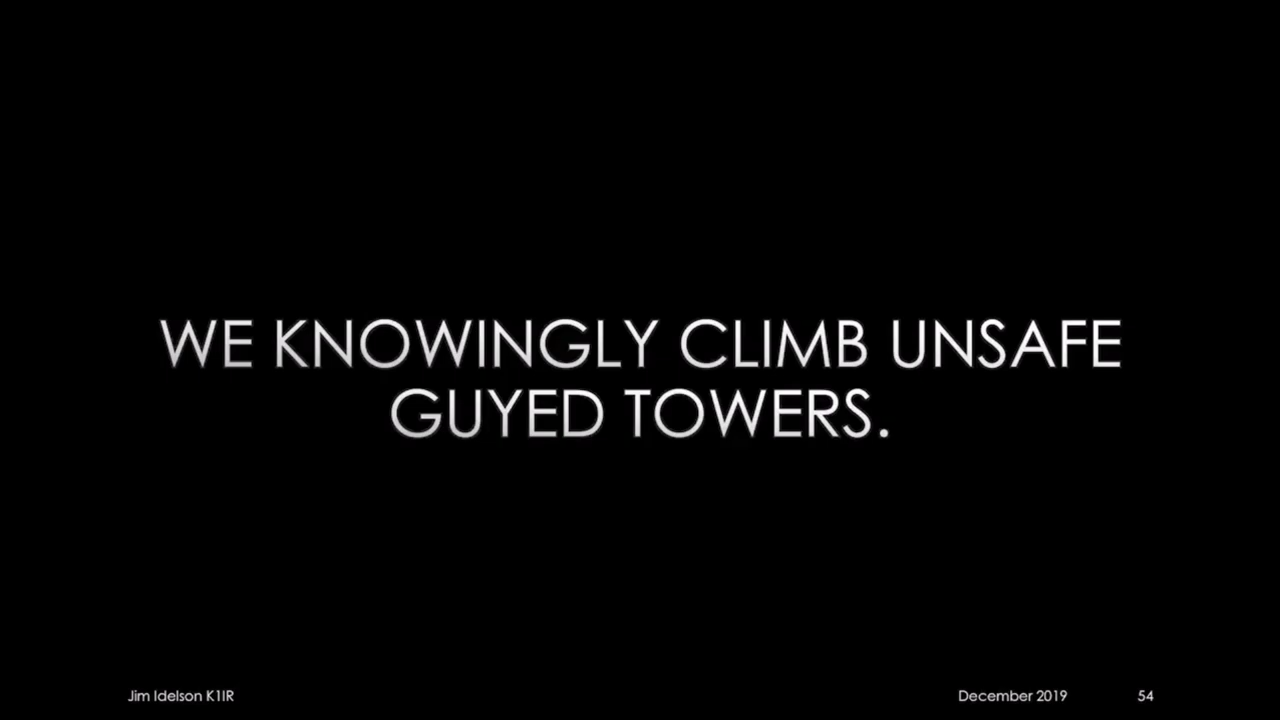 WE KNOWINGLY CLIMB UNSAFE
GUYED TOWERS.
Jim Idelson K1IR December 2019 54